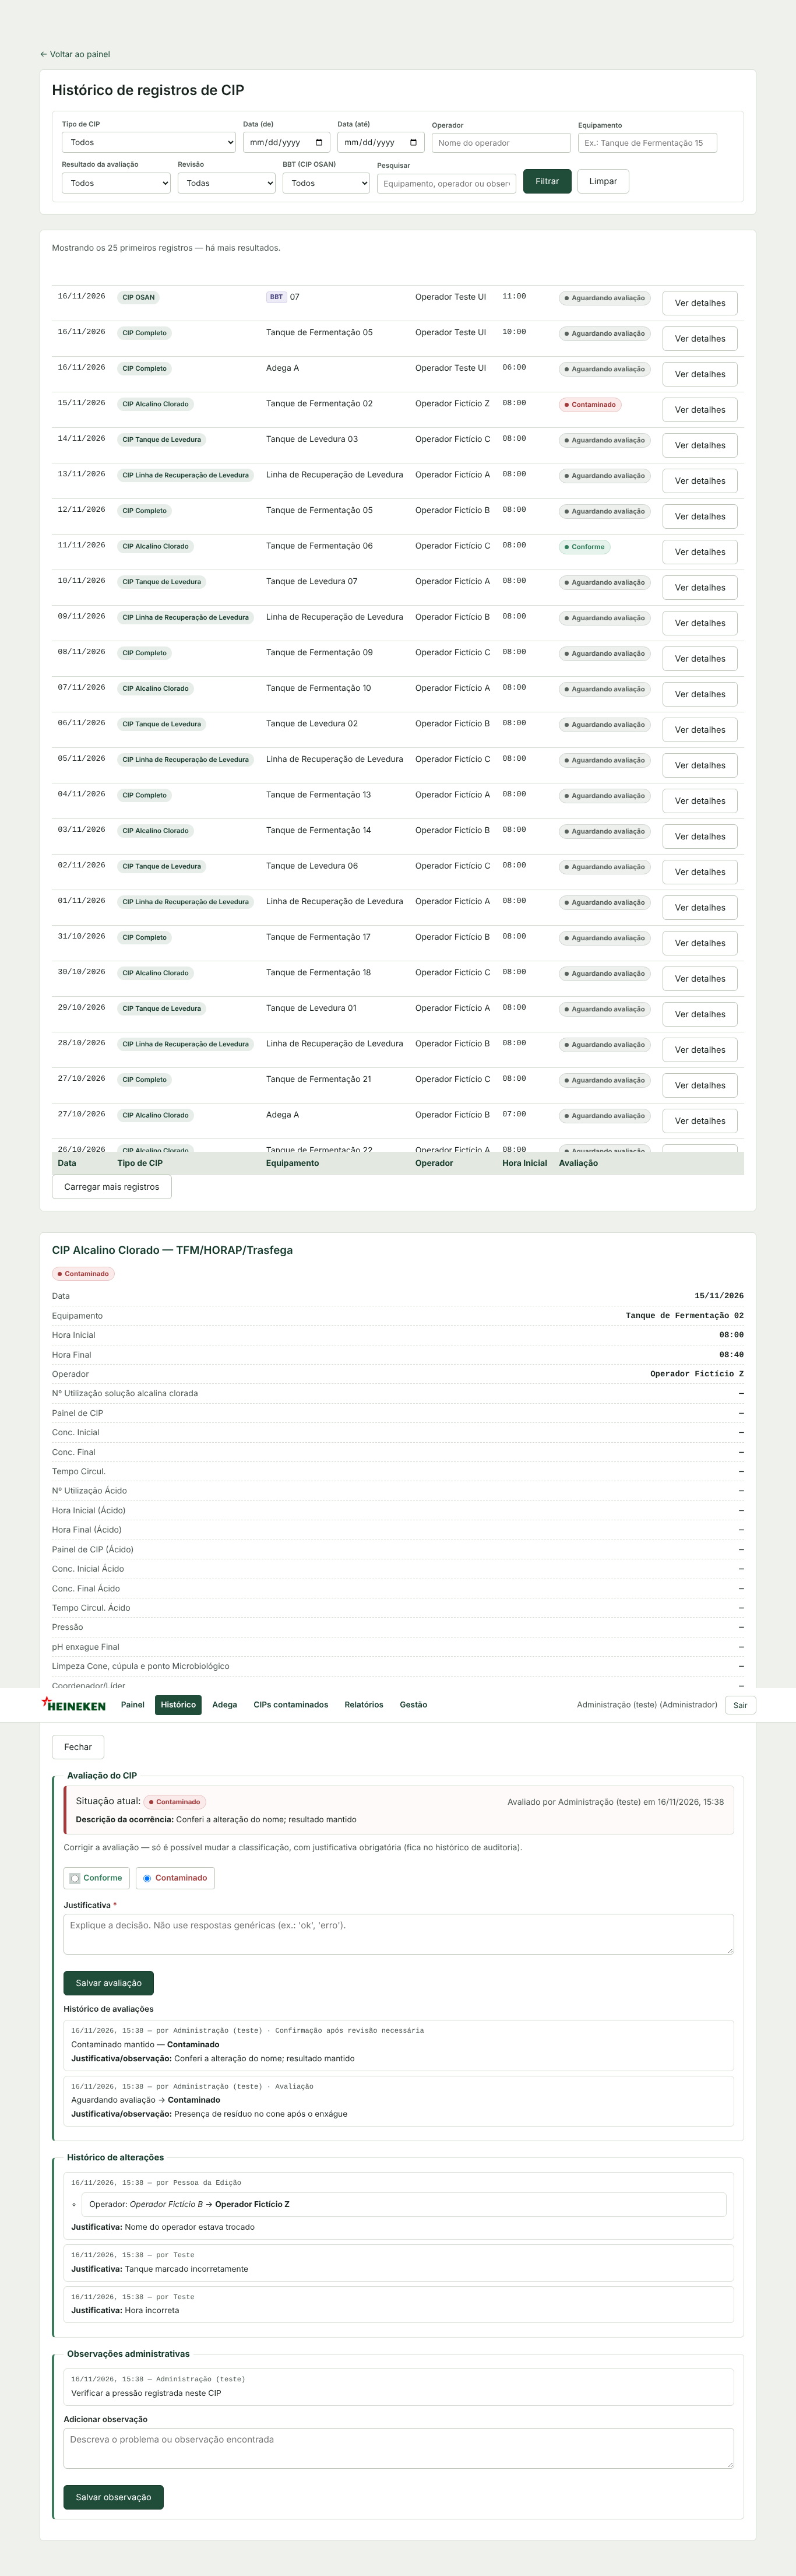 ← Voltar ao painel
Histórico de registros de CIP
Tipo de CIP Data (de) Data (até) Operador Equipamento
Todos mm/dd/yyyy mm/dd/yyyy Nome do operador Ex.: Tanque de Fermentação 15
Resultado da avaliação Revisão BBT (CIP OSAN) Pesquisar
Todos Todas Todos Equipamento, operador ou obser Filtrar Limpar
Mostrando os 25 primeiros registros — há mais resultados.
16/11/2026 CIP OSAN BBT 07 Operador Teste UI 11:00 Aguardando avaliação Ver detalhes
16/11/2026 CIP Completo Tanque de Fermentação 05 Operador Teste UI 10:00 Aguardando avaliação Ver detalhes
16/11/2026 CIP Completo Adega A Operador Teste UI 06:00 Aguardando avaliação Ver detalhes
15/11/2026 CIP Alcalino Clorado Tanque de Fermentação 02 Operador Fictício Z 08:00 Contaminado Ver detalhes
14/11/2026 CIP Tanque de Levedura Tanque de Levedura 03 Operador Fictício C 08:00 Aguardando avaliação Ver detalhes
13/11/2026 CIP Linha de Recuperação de Levedura Linha de Recuperação de Levedura Operador Fictício A 08:00 Aguardando avaliação Ver detalhes
12/11/2026 CIP Completo Tanque de Fermentação 05 Operador Fictício B 08:00 Aguardando avaliação Ver detalhes
11/11/2026 CIP Alcalino Clorado Tanque de Fermentação 06 Operador Fictício C 08:00 Conforme Ver detalhes
10/11/2026 CIP Tanque de Levedura Tanque de Levedura 07 Operador Fictício A 08:00 Aguardando avaliação Ver detalhes
09/11/2026 CIP Linha de Recuperação de Levedura Linha de Recuperação de Levedura Operador Fictício B 08:00 Aguardando avaliação Ver detalhes
08/11/2026 CIP Completo Tanque de Fermentação 09 Operador Fictício C 08:00 Aguardando avaliação Ver detalhes
07/11/2026 CIP Alcalino Clorado Tanque de Fermentação 10 Operador Fictício A 08:00 Aguardando avaliação Ver detalhes
06/11/2026 CIP Tanque de Levedura Tanque de Levedura 02 Operador Fictício B 08:00 Aguardando avaliação Ver detalhes
05/11/2026 CIP Linha de Recuperação de Levedura Linha de Recuperação de Levedura Operador Fictício C 08:00 Aguardando avaliação Ver detalhes
04/11/2026 CIP Completo Tanque de Fermentação 13 Operador Fictício A 08:00 Aguardando avaliação Ver detalhes
03/11/2026 CIP Alcalino Clorado Tanque de Fermentação 14 Operador Fictício B 08:00 Aguardando avaliação Ver detalhes
02/11/2026 CIP Tanque de Levedura Tanque de Levedura 06 Operador Fictício C 08:00 Aguardando avaliação Ver detalhes
01/11/2026 CIP Linha de Recuperação de Levedura Linha de Recuperação de Levedura Operador Fictício A 08:00 Aguardando avaliação Ver detalhes
31/10/2026 CIP Completo Tanque de Fermentação 17 Operador Fictício B 08:00 Aguardando avaliação Ver detalhes
30/10/2026 CIP Alcalino Clorado Tanque de Fermentação 18 Operador Fictício C 08:00 Aguardando avaliação Ver detalhes
29/10/2026 CIP Tanque de Levedura Tanque de Levedura 01 Operador Fictício A 08:00 Aguardando avaliação Ver detalhes
28/10/2026 CIP Linha de Recuperação de Levedura Linha de Recuperação de Levedura Operador Fictício B 08:00 Aguardando avaliação Ver detalhes
27/10/2026 CIP Completo Tanque de Fermentação 21 Operador Fictício C 08:00 Aguardando avaliação Ver detalhes
27/10/2026 CIP Alcalino Clorado Adega A Operador Fictício B 07:00 Aguardando avaliação Ver detalhes
26/10/2026 CIP Alcalino Clorado Tanque de Fermentação 22 Operador Fictício A 08:00 Aguardando avaliação
Data Tipo de CIP Equipamento Operador Hora Inicial Avaliação
Carregar mais registros
CIP Alcalino Clorado — TFM/HORAP/Trasfega
Contaminado
Data 15/11/2026
Equipamento Tanque de Fermentação 02
Hora Inicial 08:00
Hora Final 08:40
Operador Operador Fictício Z
Nº Utilização solução alcalina clorada —
Painel de CIP —
Conc. Inicial —
Conc. Final —
Tempo Circul. —
Nº Utilização Ácido —
Hora Inicial (Ácido) —
Hora Final (Ácido) —
Painel de CIP (Ácido) —
Conc. Inicial Ácido —
Conc. Final Ácido —
Tempo Circul. Ácido —
Pressão —
pH enxague Final —
Limpeza Cone, cúpula e ponto Microbiológico —
Coordenador/Líder —
HEINEKEN Painel Histórico Adega CIPs contaminados Relatórios Gestão Administração (teste) (Administrador) Sair
Fechar
Avaliação do CIP
Situação atual: Contaminado Avaliado por Administração (teste) em 16/11/2026, 15:38
Descrição da ocorrência: Conferi a alteração do nome; resultado mantido
Corrigir a avaliação — só é possível mudar a classificação, com justificativa obrigatória (fica no histórico de auditoria).
Conforme Contaminado
Justificativa *
Explique a decisão. Não use respostas genéricas (ex.: 'ok', 'erro').
Salvar avaliação
Histórico de avaliações
16/11/2026, 15:38 — por Administração (teste) · Confirmação após revisão necessária
Contaminado mantido — Contaminado
Justificativa/observação: Conferi a alteração do nome; resultado mantido
16/11/2026, 15:38 — por Administração (teste) · Avaliação
Aguardando avaliação → Contaminado
Justificativa/observação: Presença de resíduo no cone após o enxágue
Histórico de alterações
16/11/2026, 15:38 — por Pessoa da Edição
Operador: Operador Fictício B → Operador Fictício Z
Justificativa: Nome do operador estava trocado
16/11/2026, 15:38 — por Teste
Justificativa: Tanque marcado incorretamente
16/11/2026, 15:38 — por Teste
Justificativa: Hora incorreta
Observações administrativas
16/11/2026, 15:38 — Administração (teste)
Verificar a pressão registrada neste CIP
Adicionar observação
Descreva o problema ou observação encontrada
Salvar observação